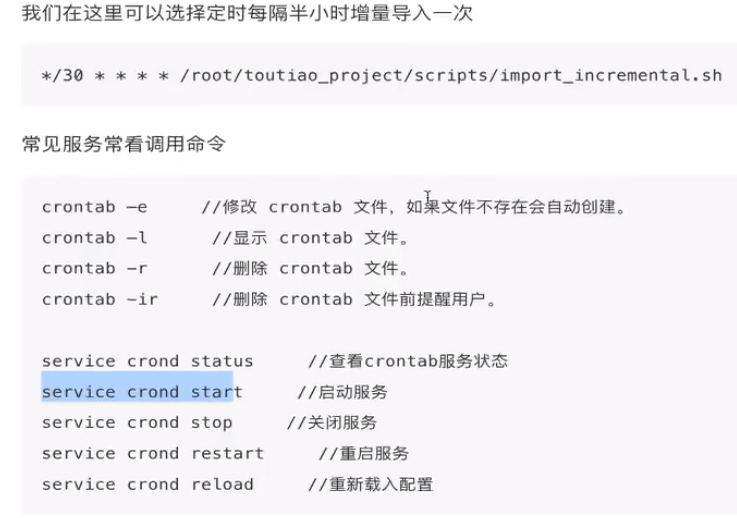 我们在这里可以选择定时每隔半小时增量导入一次
*/30 * * * * /root/toutiao_project/scripts/import_incremental.sh
常见服务常看调用命令
crontab —e //修改 crontab 文件，如果文件不存在会自动创建。
crontab —l //显示 crontab 文件。
crontab -r //删除 crontab 文件。
crontab -ir //删除 crontab 文件前提醒用户。
service crond status //查看crontab服务状态
service crond start //启动服务
service crond stop //关闭服务
service crond restart //重启服务
service crond reload //重新载入配置